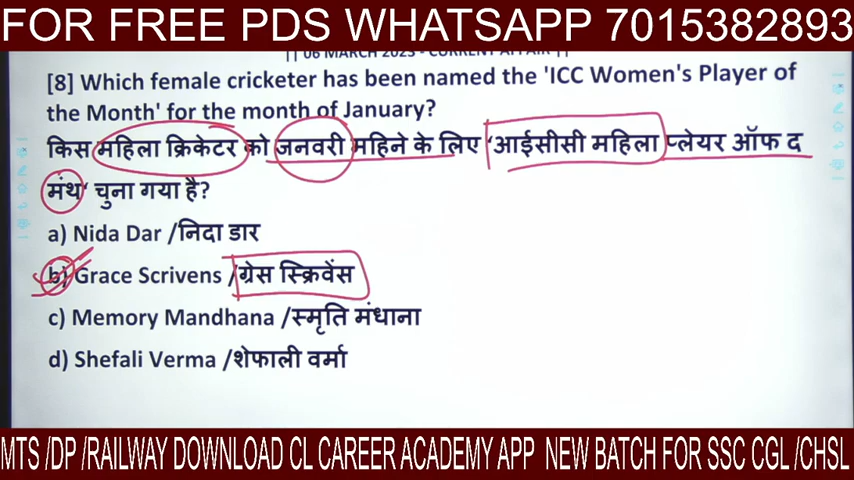 FOR FREE PDS WHATSAPP 7015382893
|| 06 MARCH 2023 - CURRENT AFFAIR ||
[8] Which female cricketer has been named the 'ICC Women's Player of
the Month' for the month of January?
किस महिला क्रिकेटर को जनवरी महिने के लिए 'आईसीसी महिला प्लेयर ऑफ द
मंथ' चुना गया है?
a) Nida Dar /निदा डार
b) Grace Scrivens /ग्रेस स्क्रिवेंस
c) Memory Mandhana /स्मृति मंधाना
d) Shefali Verma /शेफाली वर्मा
MTS /DP /RAILWAY DOWNLOAD CL CAREER ACADEMY APP NEW BATCH FOR SSC CGL /CHSL